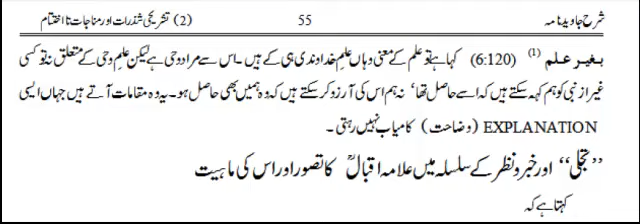 شرح جاوید نامہ 55 (2) تشریحی شذرات اور مناجات تا اختتام
بغیر علم (1) (6:120) کہا ہے تو علم کے معنی وہاں علمِ خداوندی ہی کے ہیں۔ اس سے مراد وحی ہے لیکن علمِ وحی کے متعلق نہ تو کسی
غیر از نبی کو ہم کہہ سکتے ہیں کہ اسے حاصل تھا‘ نہ ہم اس کی آرزو کر سکتے ہیں کہ وہ ہمیں بھی حاصل ہو۔ یہ وہ مقامات آتے ہیں جہاں ایسی
EXPLANATION (وضاحت) کامیاب نہیں رہتی۔
’’تجلی‘‘ اور خبر و نظر کے سلسلہ میں علامہ اقبالؒ کا تصور اور اس کی ماہیت
کہتا ہے کہ